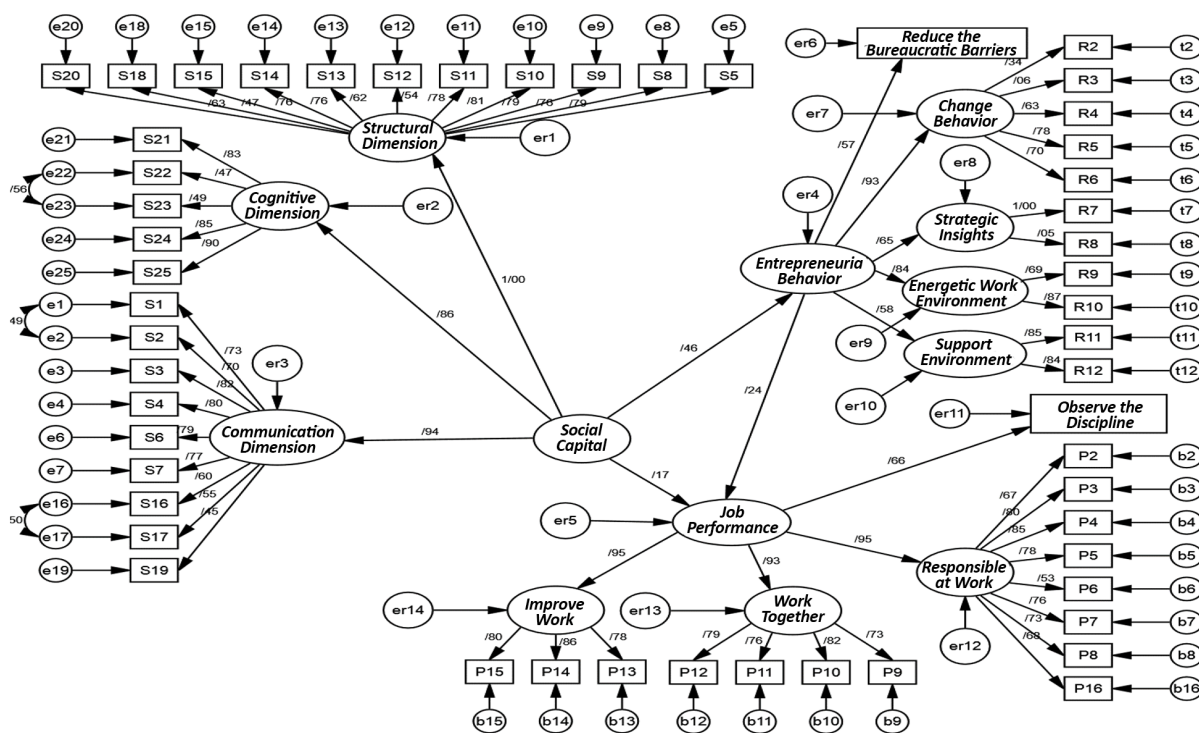 e20 e18 e15 e14 e13 e12 e11 e10 e9 e8 e5
S20 S18 S15 S14 S13 S12 S11 S10 S9 S8 S5
/63 /47 /76 /76 /62 /54 /78 /81 /79 /76 /79
Structural
Dimension
er1
e21 S21 /83
e22 S22 /47
/56
e23 S23 /49
e24 S24 /85
e25 S25 /90
Cognitive
Dimension
er2
e1 S1 /73
49
e2 S2 /70
e3 S3 /82
e4 S4 /80
e6 S6 /79
e7 S7 /77
e16 S16 /60
50
e17 S17 /55
e19 S19 /45
er3
Communication
Dimension
/94
/86
1/00
Social
Capital
/46
/17
er6
Reduce the
Bureaucratic Barriers
/57
er7
Change
Behavior
/93
/34 R2 t2
/06 R3 t3
/63 R4 t4
/78 R5 t5
/70 R6 t6
er4
Entrepreneuria
Behavior
er8
Strategic
Insights
/65
1/00 R7 t7
/05 R8 t8
/84
Energetic Work
Environment
er9
/69 R9 t9
/87 R10 t10
/58
Support
Environment
er10
/85 R11 t11
/84 R12 t12
/24
er11
Observe the
Discipline
/66
er5
Job
Performance
/95
Responsible
at Work
er12
/67 P2 b2
/80 P3 b3
/85 P4 b4
/78 P5 b5
/53 P6 b6
/76 P7 b7
/73 P8 b8
/68 P16 b16
/95
er14
Improve
Work
/80 /86 /78
P15 P14 P13
b15 b14 b13
/93
er13
Work
Together
/79 /76 /82 /73
P12 P11 P10 P9
b12 b11 b10 b9